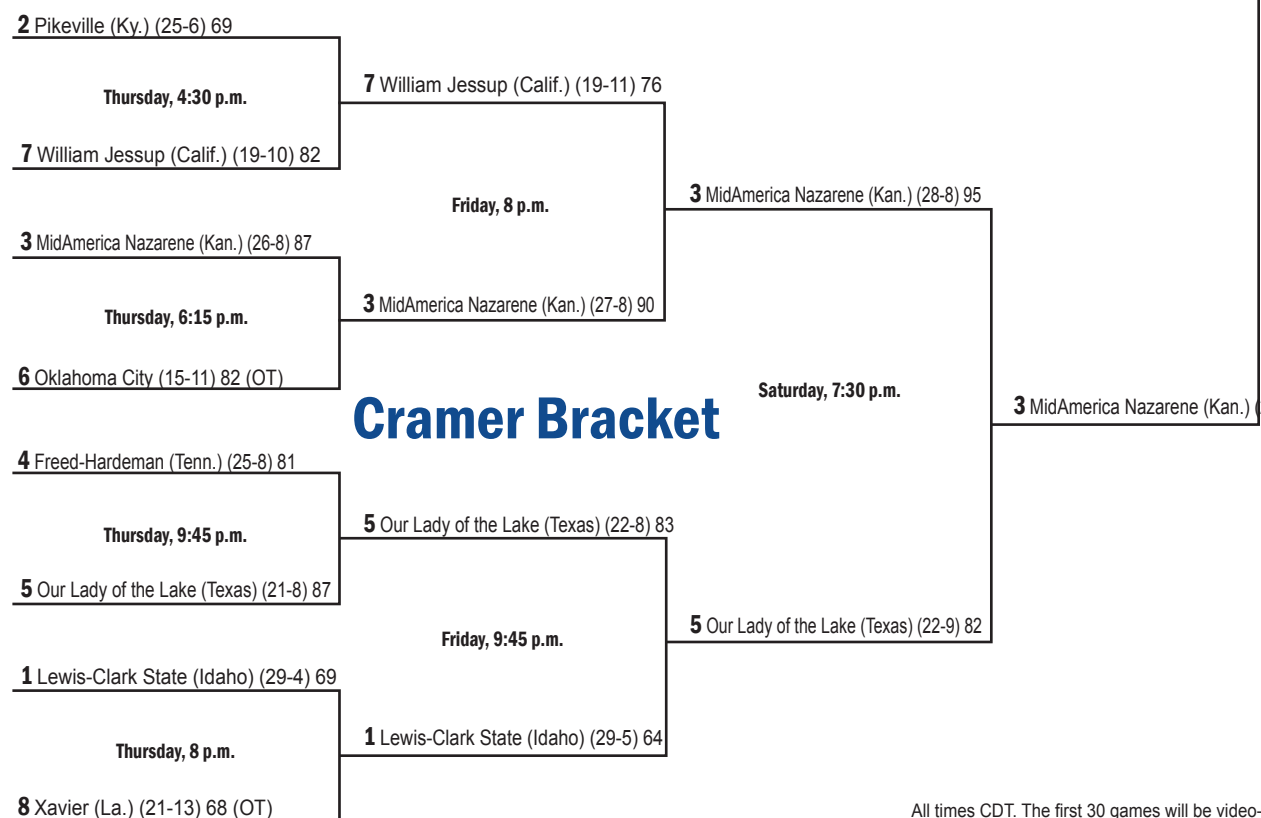 2 Pikeville (Ky.) (25-6) 69
Thursday, 4:30 p.m.
7 William Jessup (Calif.) (19-10) 82
7 William Jessup (Calif.) (19-11) 76
Friday, 8 p.m.
3 MidAmerica Nazarene (Kan.) (26-8) 87
Thursday, 6:15 p.m.
6 Oklahoma City (15-11) 82 (OT)
3 MidAmerica Nazarene (Kan.) (27-8) 90
3 MidAmerica Nazarene (Kan.) (28-8) 95
Cramer Bracket
Saturday, 7:30 p.m.
3 MidAmerica Nazarene (Kan.) (
4 Freed-Hardeman (Tenn.) (25-8) 81
Thursday, 9:45 p.m.
5 Our Lady of the Lake (Texas) (21-8) 87
5 Our Lady of the Lake (Texas) (22-8) 83
Friday, 9:45 p.m.
5 Our Lady of the Lake (Texas) (22-9) 82
1 Lewis-Clark State (Idaho) (29-4) 69
Thursday, 8 p.m.
8 Xavier (La.) (21-13) 68 (OT)
1 Lewis-Clark State (Idaho) (29-5) 64
All times CDT. The first 30 games will be video-